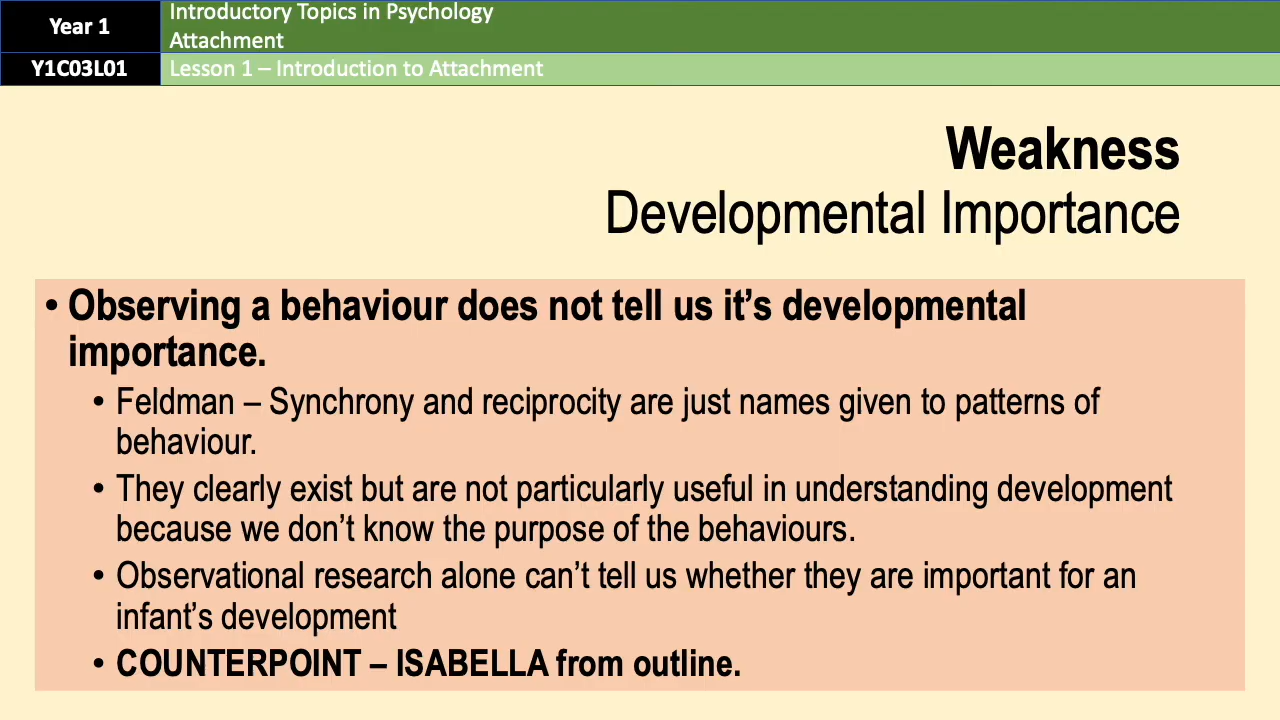 Year 1
Introductory Topics in Psychology
Attachment
Y1C03L01
Lesson 1 – Introduction to Attachment
Weakness
Developmental Importance
• Observing a behaviour does not tell us it’s developmental
importance.
• Feldman – Synchrony and reciprocity are just names given to patterns of
behaviour.
• They clearly exist but are not particularly useful in understanding development
because we don’t know the purpose of the behaviours.
• Observational research alone can’t tell us whether they are important for an
infant’s development
• COUNTERPOINT – ISABELLA from outline.